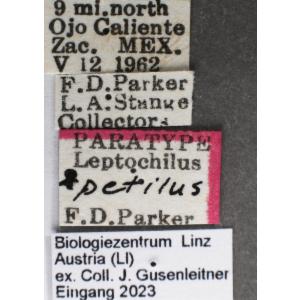 9 mi.north
Ojo Caliente
Zac. MEX.
V 12 1962
F.D.Parker
L.A.Stange
Collectors
PARATYPE
Leptochilus
petilus
F.D.Parker
Biologiezentrum Linz
Austria (LI)
ex. Coll. J. Gusenleitner
Eingang 2023